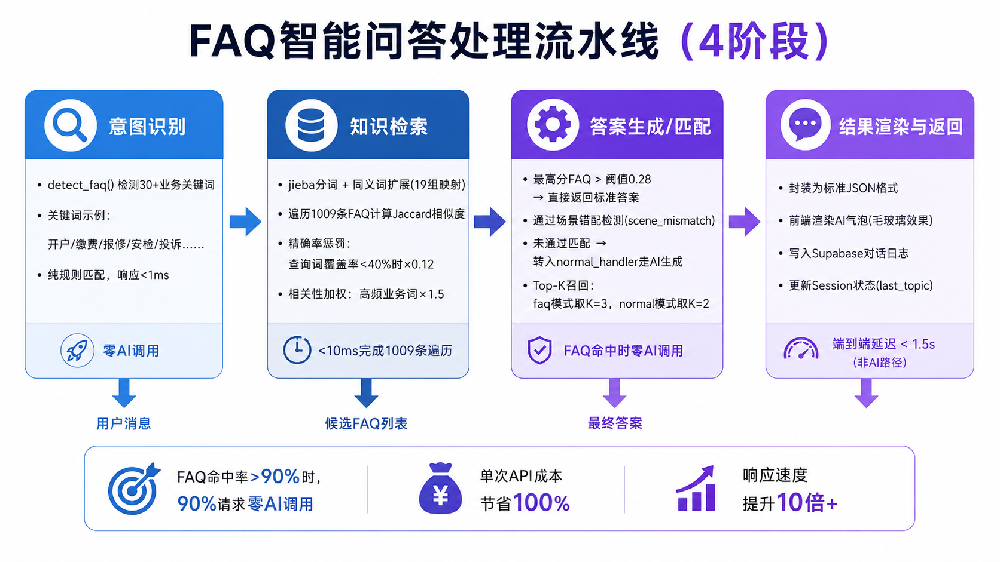 FAQ智能问答处理流水线（4阶段）
意图识别
• detect_faq() 检测30+业务关键词
• 关键词示例：
开户/缴费/报修/安检/投诉……
• 纯规则匹配，响应<1ms
零AI调用
用户消息
知识检索
• jieba分词 + 同义词扩展(19组映射)
• 遍历1009条FAQ计算Jaccard相似度
• 精确率惩罚：
查询词覆盖率<40%时×0.12
• 相关性加权：高频业务词×1.5
<10ms完成1009条遍历
候选FAQ列表
答案生成/匹配
• 最高分FAQ > 阈值0.28
→ 直接返回标准答案
• 通过场景错配检测(scene_mismatch)
• 未通过匹配 →
转入normal_handler走AI生成
• Top-K召回：
faq模式取K=3，normal模式取K=2
FAQ命中时零AI调用
最终答案
结果渲染与返回
• 封装为标准JSON格式
• 前端渲染AI气泡(毛玻璃效果)
• 写入Supabase对话日志
• 更新Session状态(last_topic)
端到端延迟 < 1.5s
（非AI路径）
FAQ命中率>90%时，
90%请求零AI调用
¥
单次API成本
节省100%
响应速度
提升10倍+